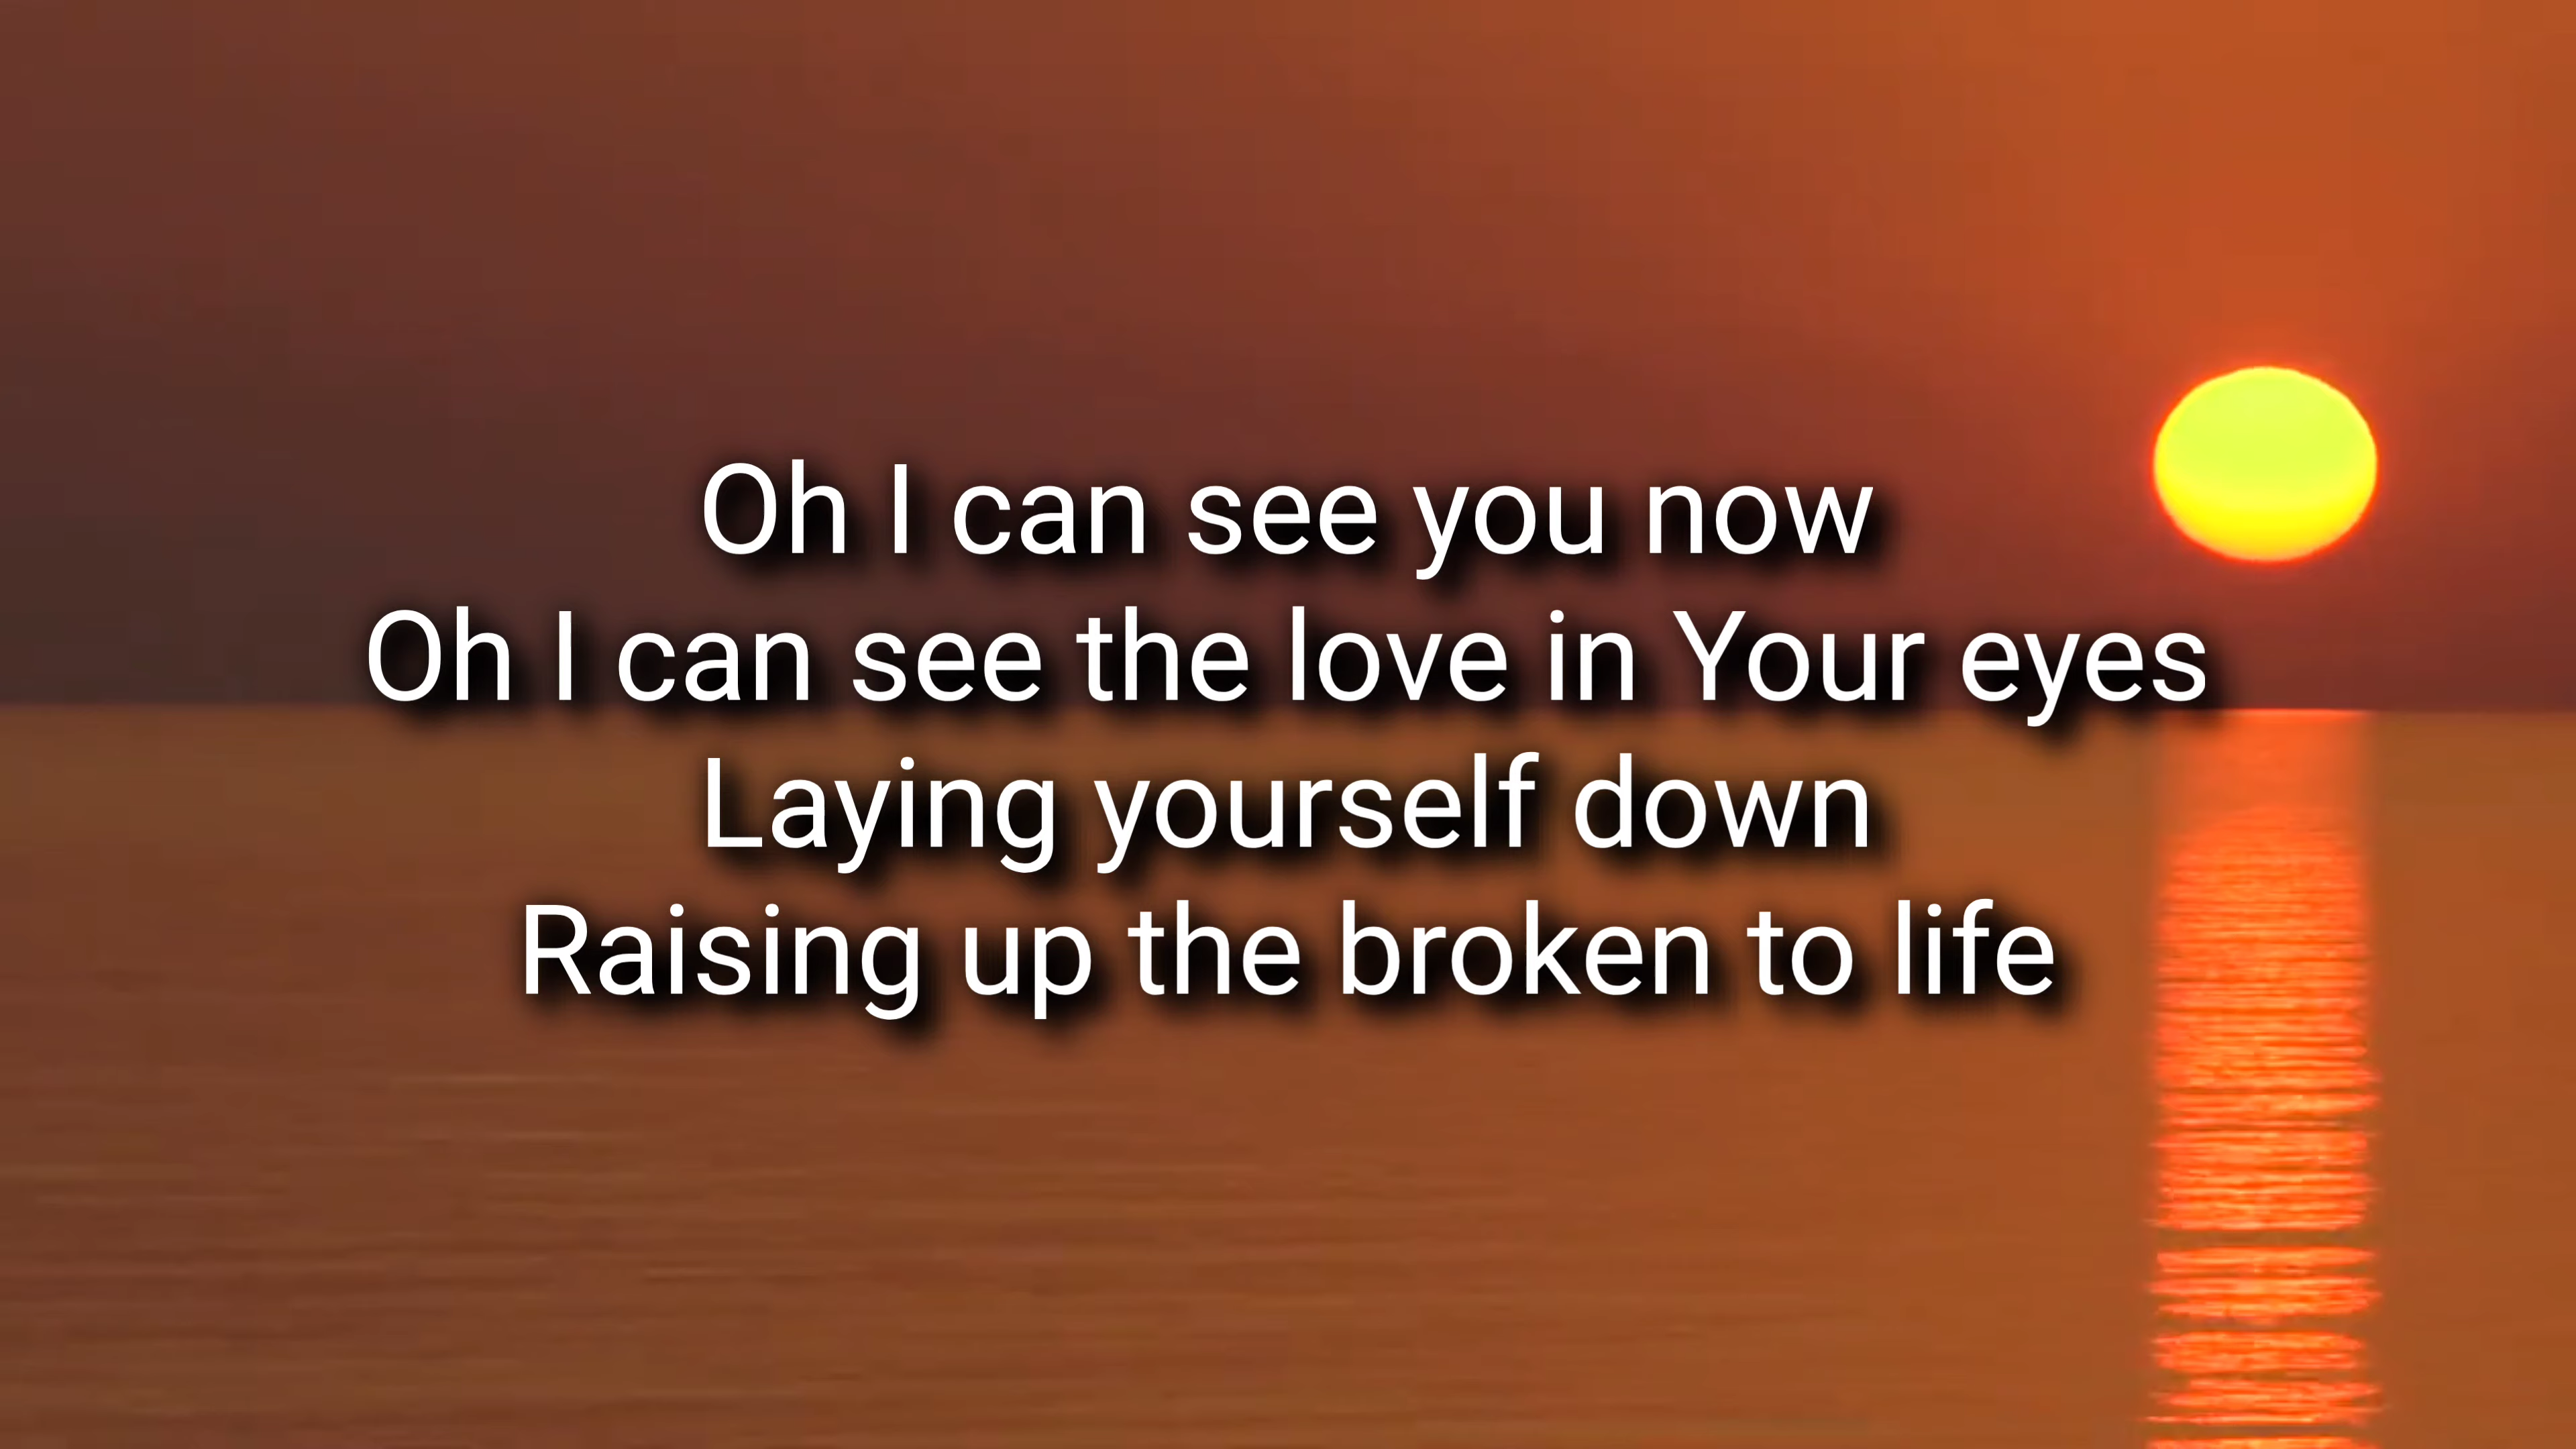 Oh I can see you now
Oh I can see the love in Your eyes
Laying yourself down
Raising up the broken to life